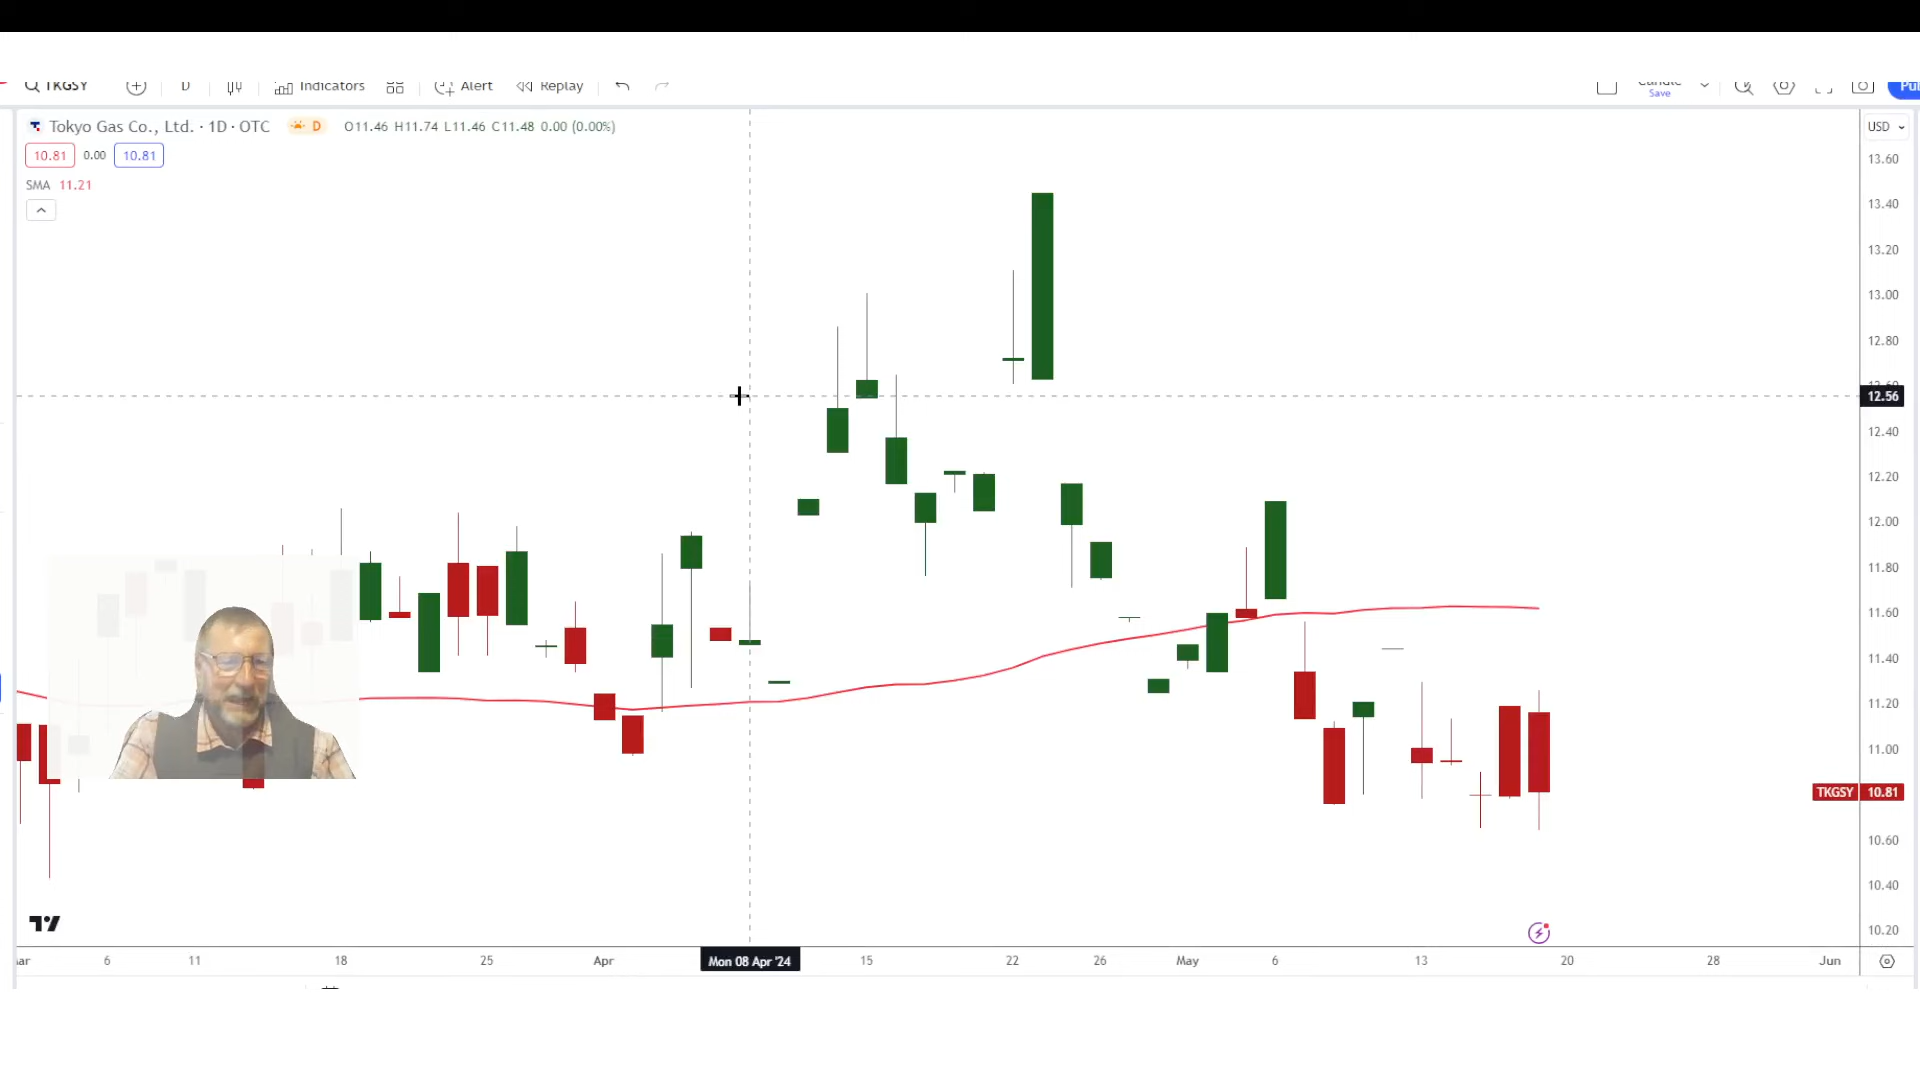 TKGSY
D
Indicators
Alert
Replay
Candle
Save
Pul
Tokyo Gas Co., Ltd. · 1D · OTC
D
O11.46 H11.74 L11.46 C11.48 0.00 (0.00%)
USD
10.81
0.00
10.81
SMA 11.21
13.60
13.40
13.20
13.00
12.80
12.56
12.40
12.20
12.00
11.80
11.60
11.40
11.20
11.00
TKGSY 10.81
10.60
10.40
10.20
ar
6
11
18
25
Apr
Mon 08 Apr '24
15
22
26
May
6
13
20
28
Jun